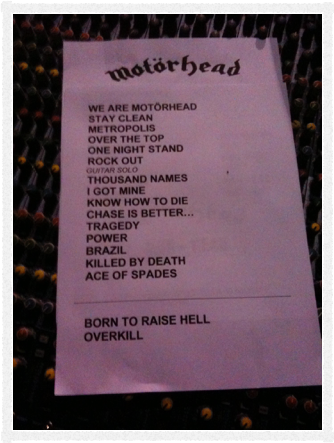 motörhead
WE ARE MOTÖRHEAD
STAY CLEAN
METROPOLIS
OVER THE TOP
ONE NIGHT STAND
ROCK OUT
GUITAR SOLO
THOUSAND NAMES
I GOT MINE
KNOW HOW TO DIE
CHASE IS BETTER...
TRAGEDY
POWER
BRAZIL
KILLED BY DEATH
ACE OF SPADES
BORN TO RAISE HELL
OVERKILL